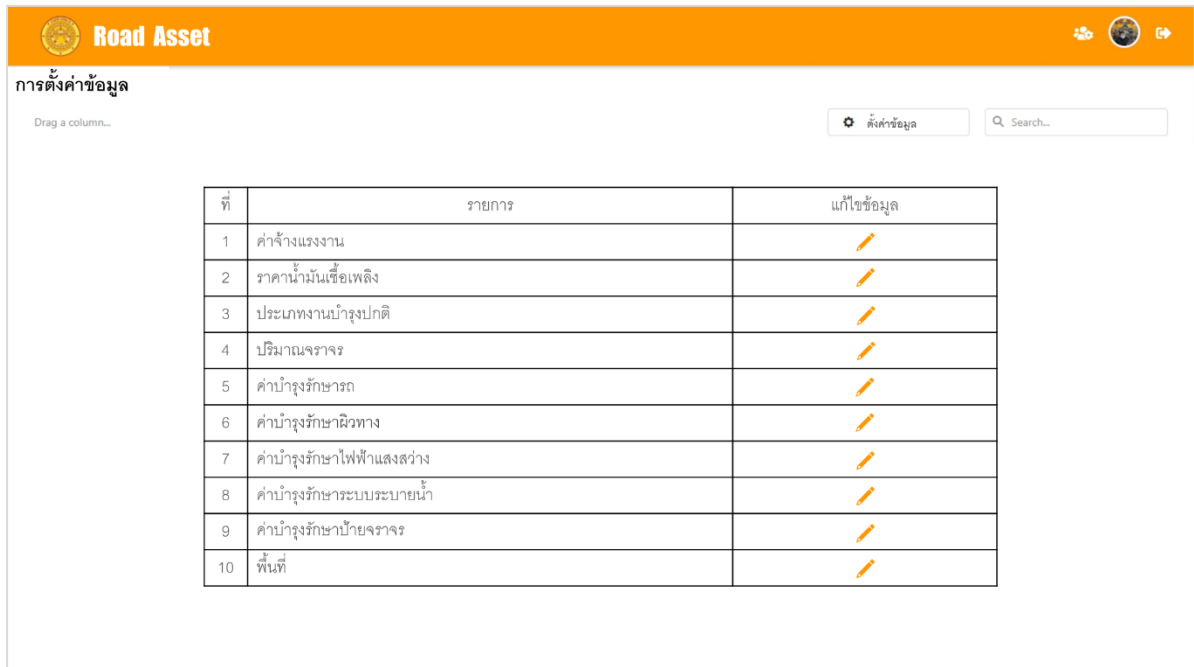 Road Asset
การตั้งค่าข้อมูล
Drag a column...
ตั้งค่าข้อมูล
Search...
ที่ รายการ แก้ไขข้อมูล
1 ค่าจ้างแรงงาน
2 ราคาน้ำมันเชื้อเพลิง
3 ประเภทงานบำรุงปกติ
4 ปริมาณจราจร
5 ค่าบำรุงรักษารถ
6 ค่าบำรุงรักษาผิวทาง
7 ค่าบำรุงรักษาไฟฟ้าแสงสว่าง
8 ค่าบำรุงรักษาระบบระบายน้ำ
9 ค่าบำรุงรักษาป้ายจราจร
10 พื้นที่